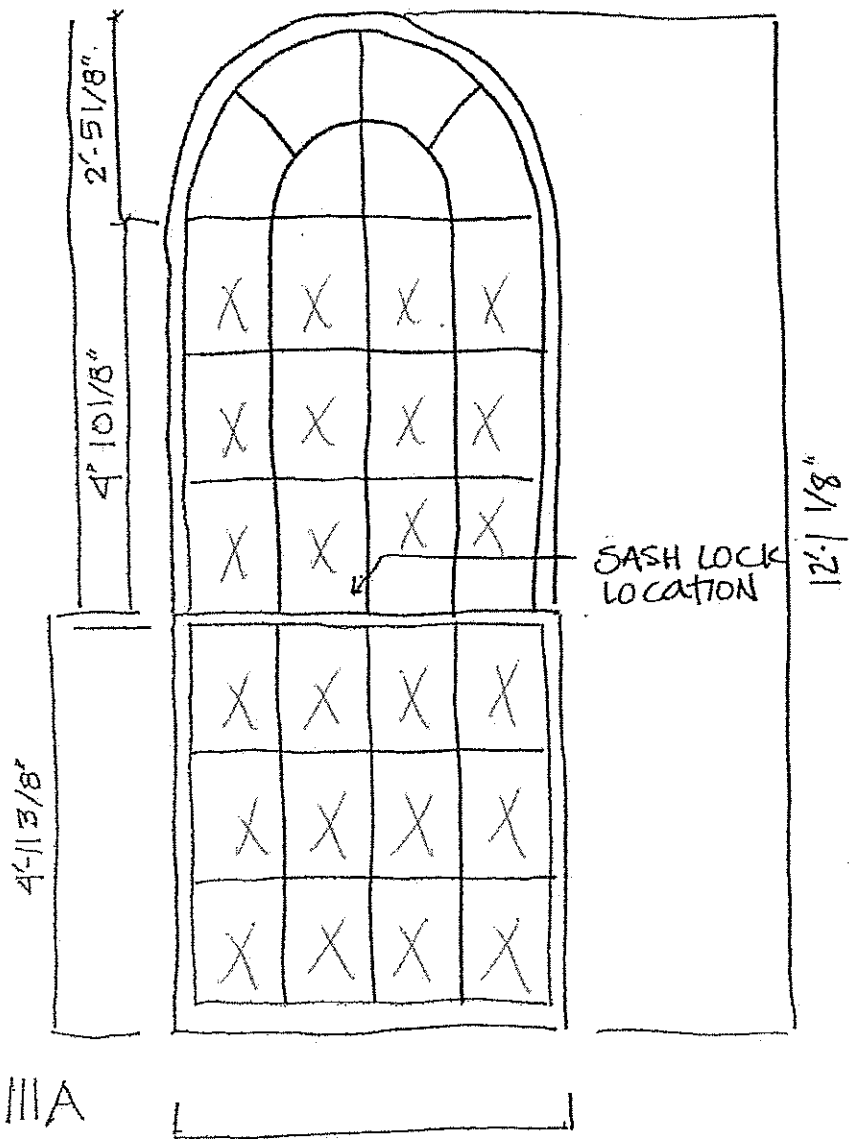 2'-5 1/8"
4' 10 1/8"
12'-1 1/8"
SASH LOCK
LOCATION
4'-11 3/8"
X X X X
X X X X
X X X X
X X X X
X X X X
X X X X
IIIA